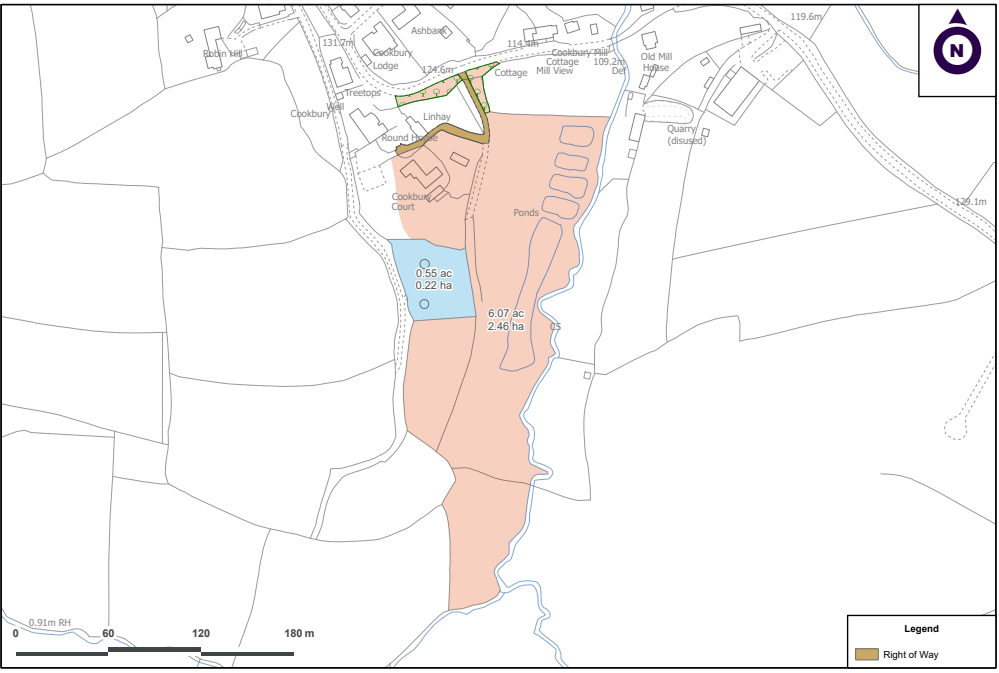 119.6m
Ashbank
131.7m
114.4m
N
Robin Hill
Cookbury
Lodge
Cookbury Mill
Cottage
Old Mill
House
109.2m
Def
124.6m
Cottage
Mill View
Treetops
Well
Cookbury
Linhay
Round House
Quarry
(disused)
Cookbury
Court
129.1m
Ponds
0.55 ac
0.22 ha
6.07 ac
2.46 ha
CS
0.91m RH
0 60 120 180 m
Legend
Right of Way